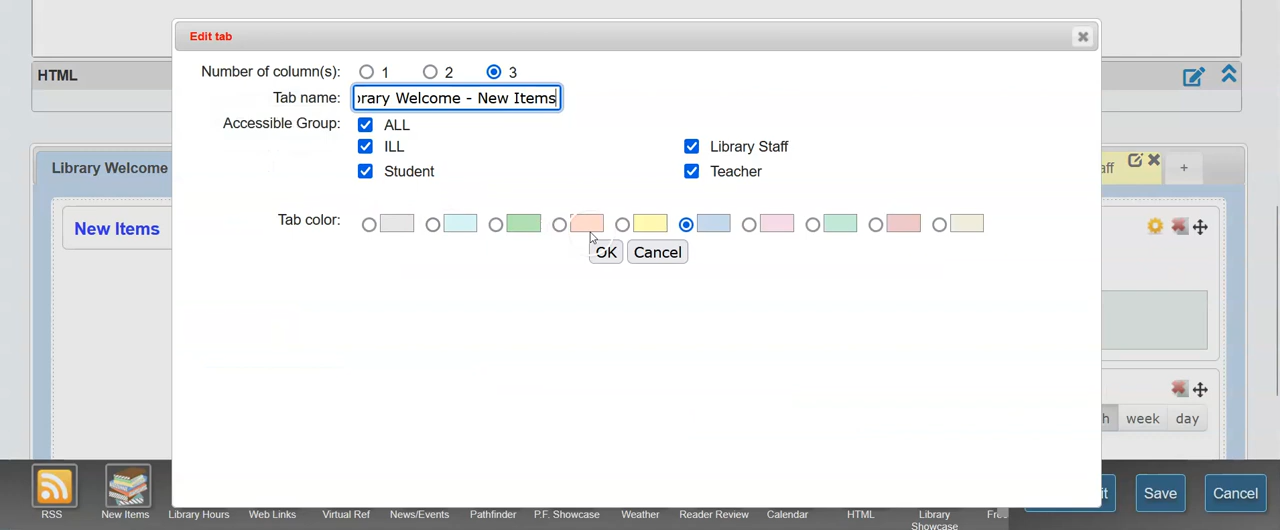 Edit tab
Number of column(s): 1 2 3
HTML
Tab name: rary Welcome - New Items
Accessible Group: ALL
ILL Library Staff
Library Welcome
aff
+
Student Teacher
New Items
Tab color:
OK Cancel
h week day
RSS
New Items
Library Hours
Web Links
Virtual Ref
News/Events
Pathfinder
P.F. Showcase
Weather
Reader Review
Calendar
HTML
Library
Showcase
it
Save
Cancel